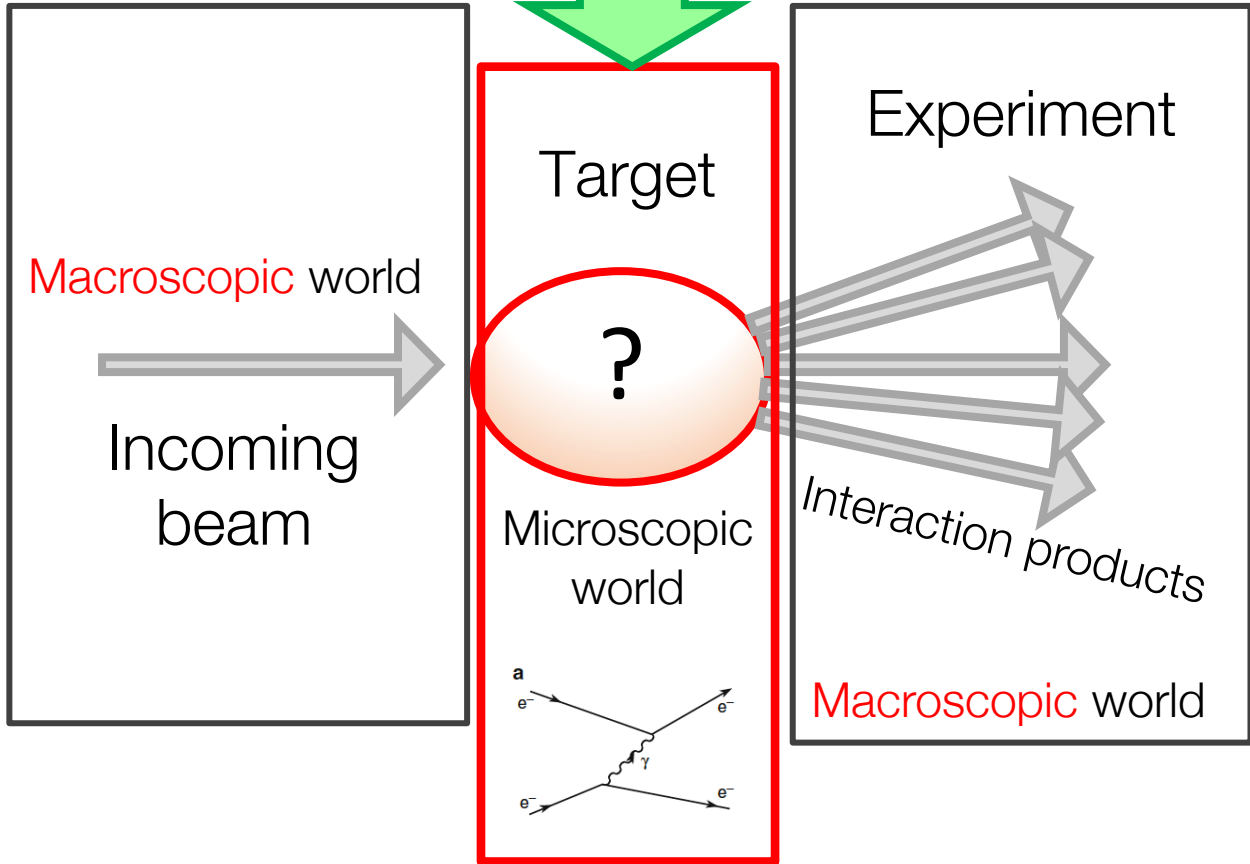 Macroscopic world
Incoming
beam
Target
?
Microscopic
world
a
e⁻
e⁻
γ
e⁻
e⁻
Experiment
Interaction products
Macroscopic world